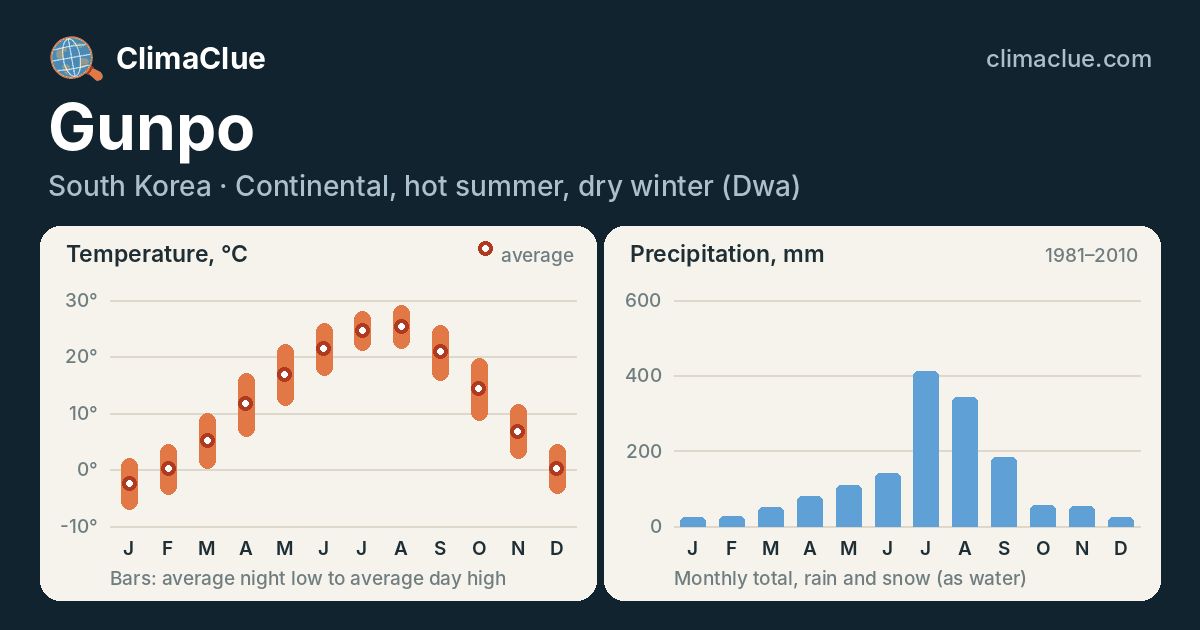 ClimaClue
climaclue.com
Gunpo
South Korea · Continental, hot summer, dry winter (Dwa)
Temperature, °C
average
30°
20°
10°
0°
-10°
J F M A M J J A S O N D
Bars: average night low to average day high
Precipitation, mm
1981–2010
600
400
200
0
J F M A M J J A S O N D
Monthly total, rain and snow (as water)